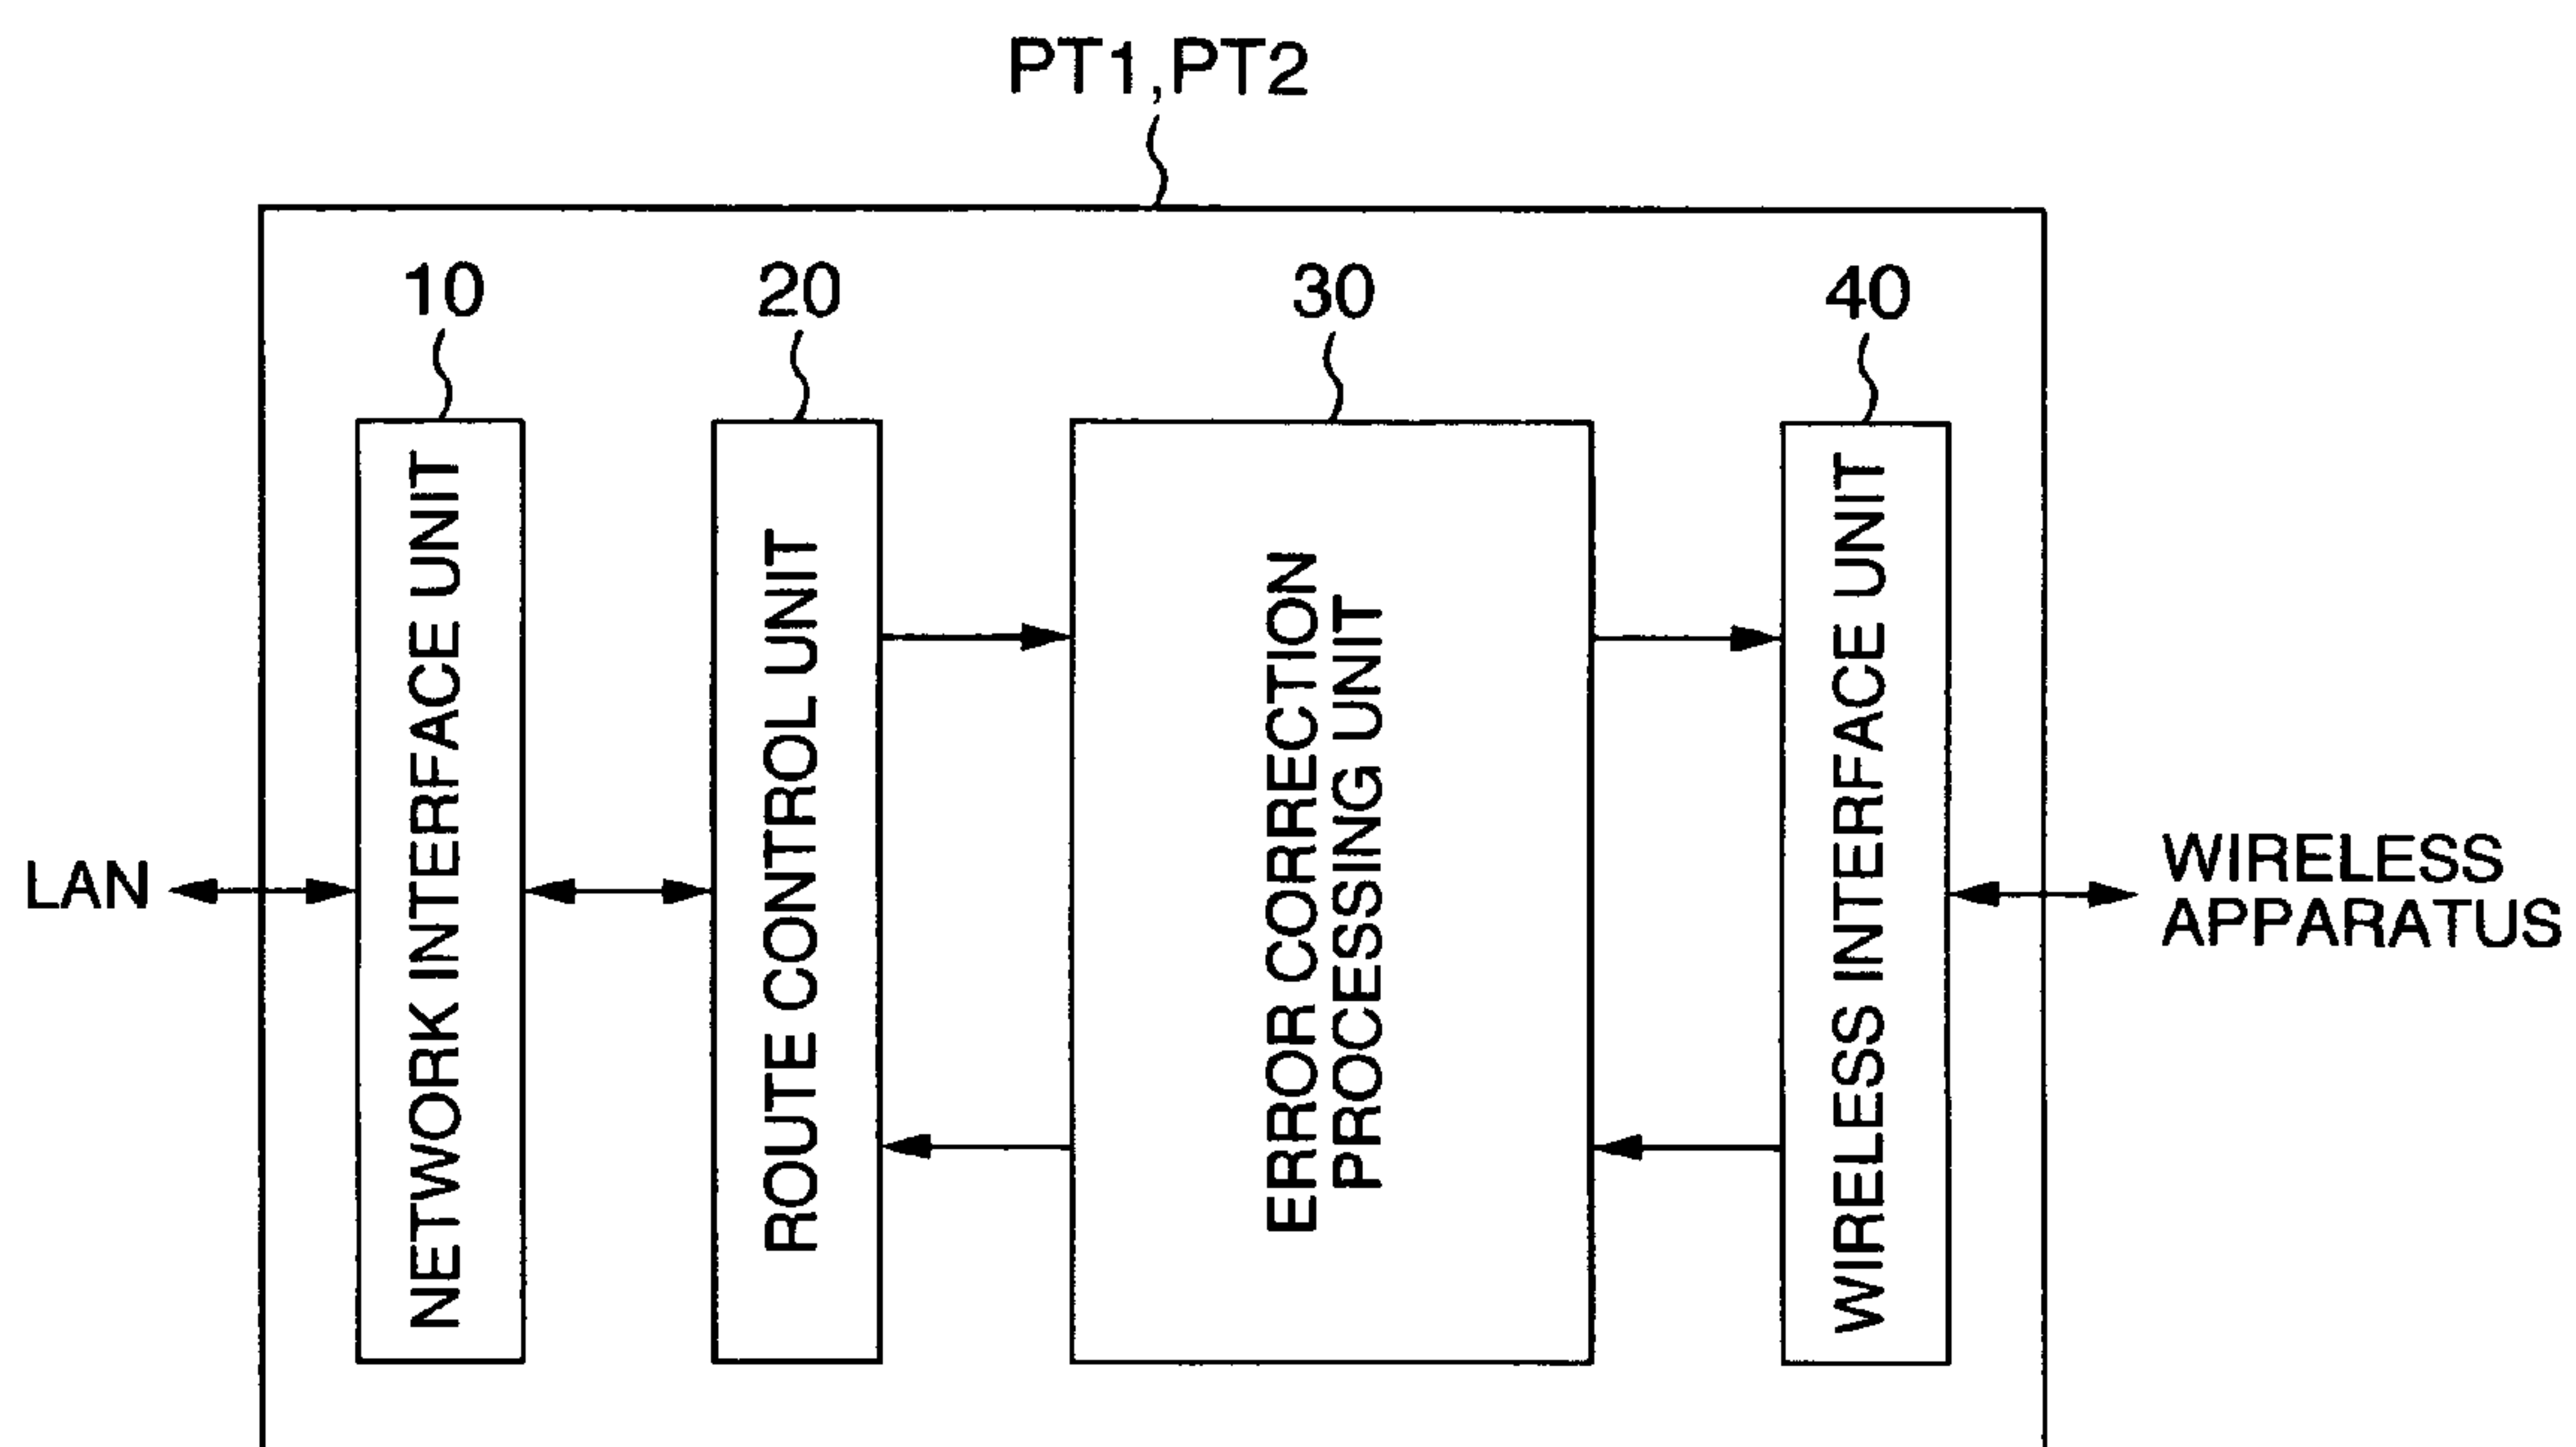 PT1,PT2
10
20
30
40
NETWORK INTERFACE UNIT
ROUTE CONTROL UNIT
ERROR CORRECTION
PROCESSING UNIT
WIRELESS INTERFACE UNIT
LAN
WIRELESS
APPARATUS